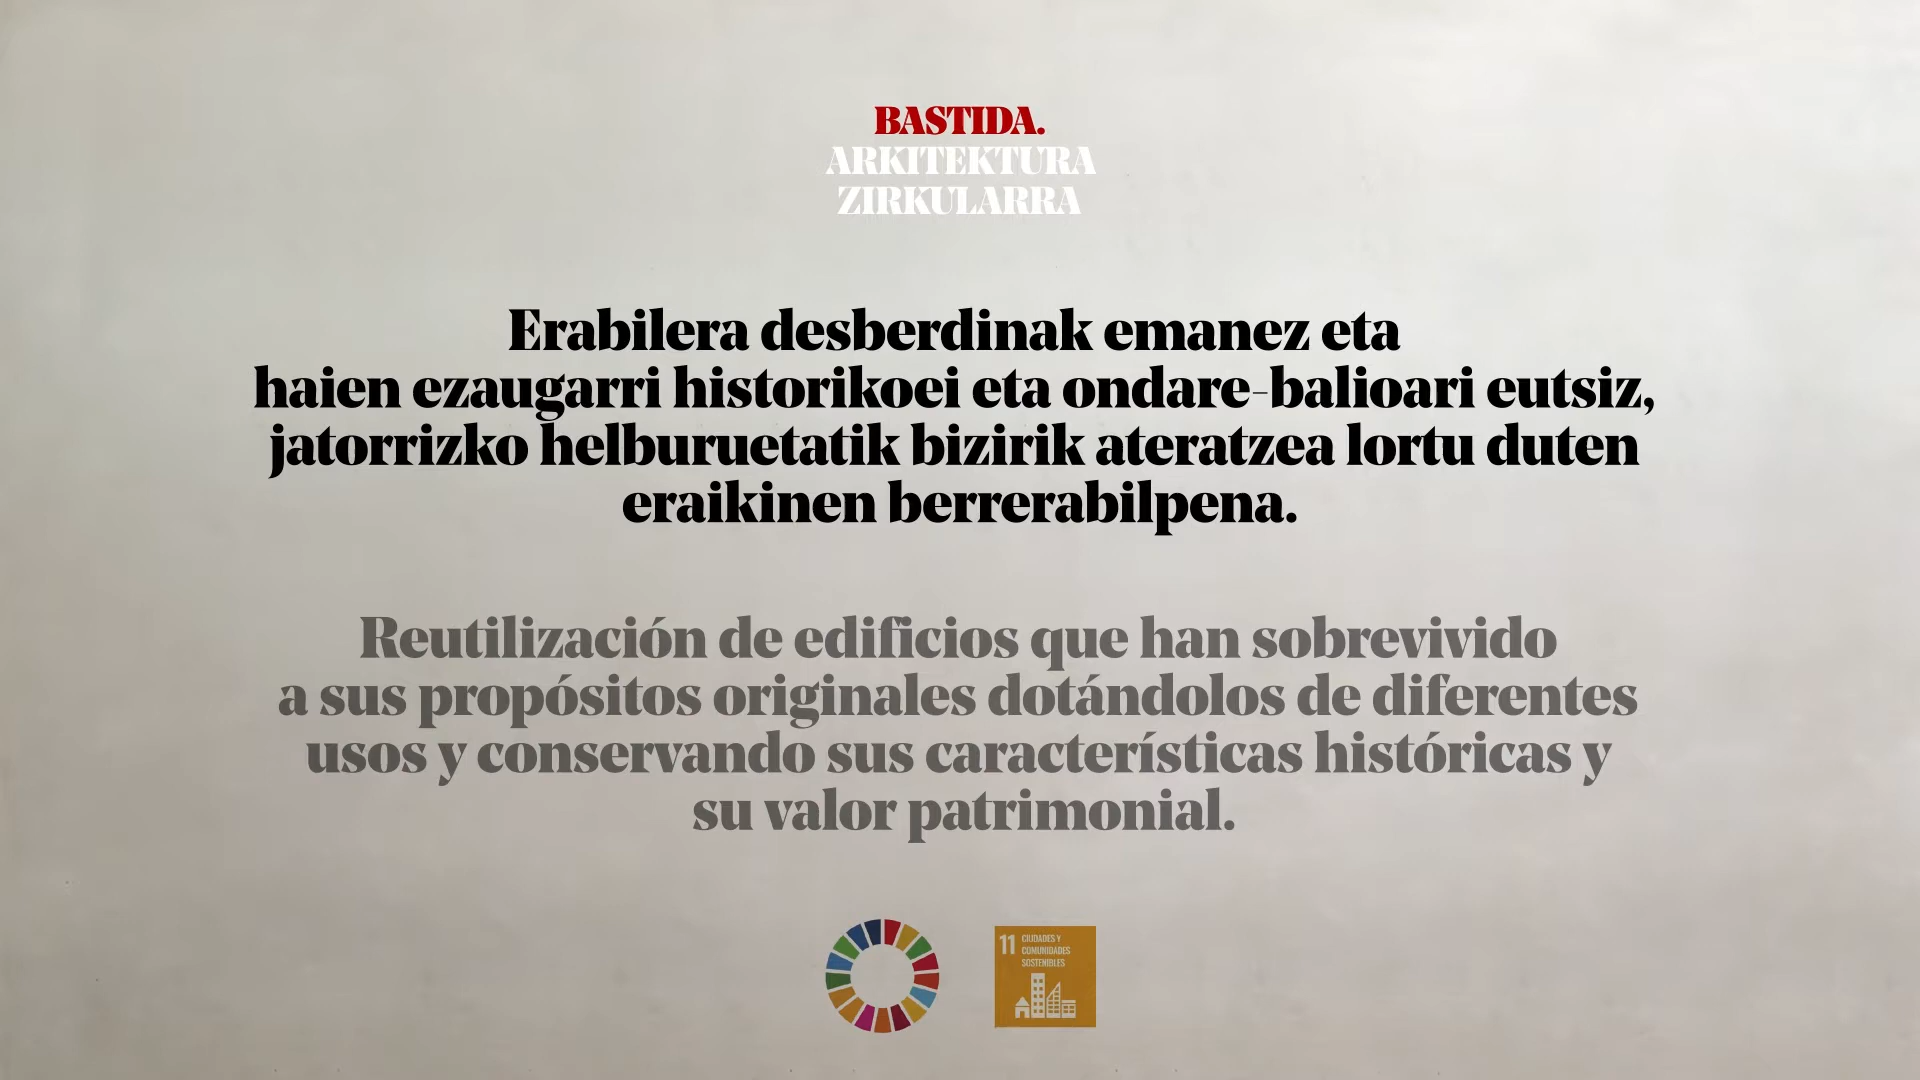 BASTIDA.
ARKITEKTURA
ZIRKULARRA
Erabilera desberdinak emanez eta
haien ezaugarri historikoei eta ondare-balioari eutsiz,
jatorrizko helburuetatik bizirik ateratzea lortu duten
eraikinen berrerabilpena.
Reutilización de edificios que han sobrevivido
a sus propósitos originales dotándolos de diferentes
usos y conservando sus características históricas y
su valor patrimonial.
11 CIUDADES Y
COMUNIDADES
SOSTENIBLES